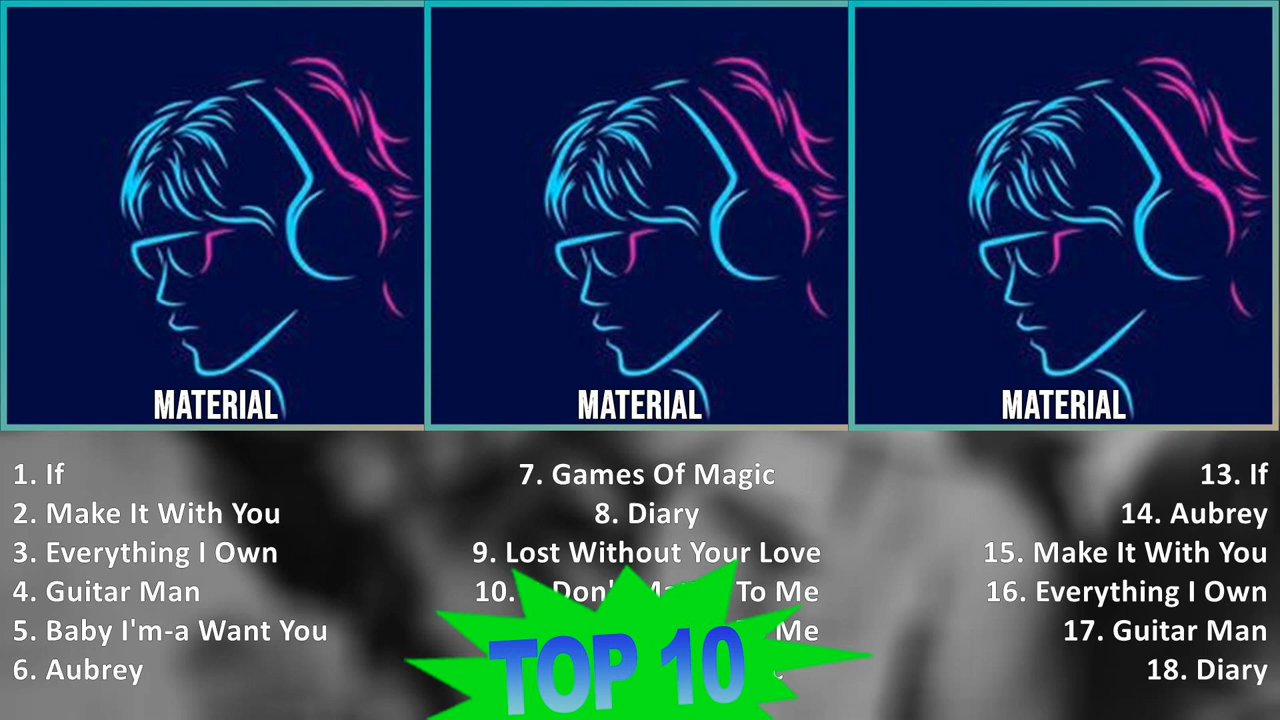 MATERIAL
MATERIAL
MATERIAL
1. If
2. Make It With You
3. Everything I Own
4. Guitar Man
5. Baby I'm-a Want You
6. Aubrey
7. Games Of Magic
8. Diary
9. Lost Without Your Love
10. To Me
Me
13. If
14. Aubrey
15. Make It With You
16. Everything I Own
17. Guitar Man
18. Diary
TOP 10